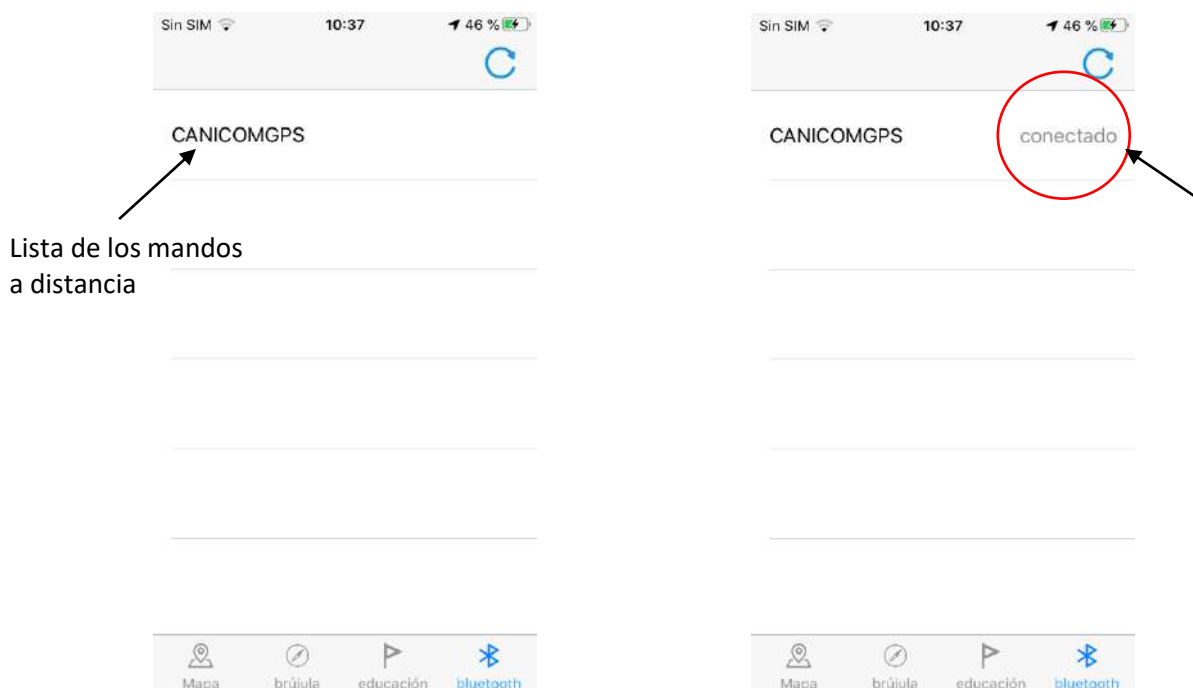 Sin SIM 10:37 46 %
CANICOMGPS
Lista de los mandos
a distancia
Mapa brújula educación bluetooth
Sin SIM 10:37 46 %
CANICOMGPS conectado
Mapa brújula educación bluetooth